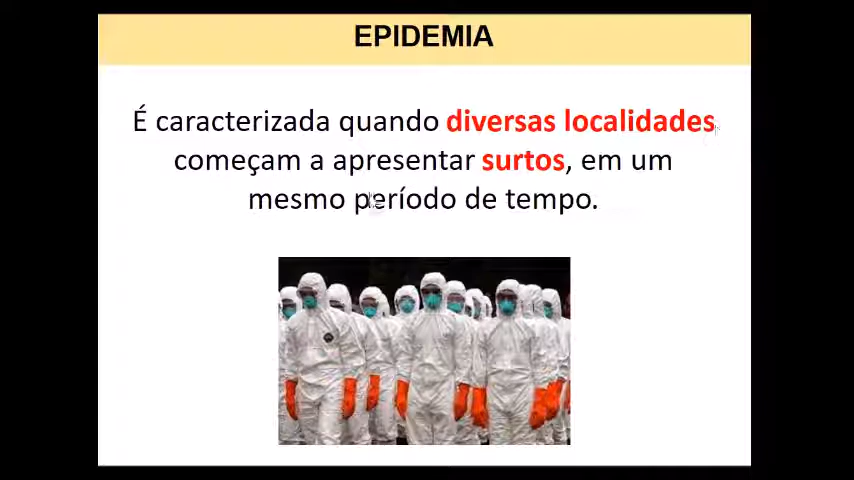 EPIDEMIA
É caracterizada quando diversas localidades
começam a apresentar surtos, em um
mesmo período de tempo.